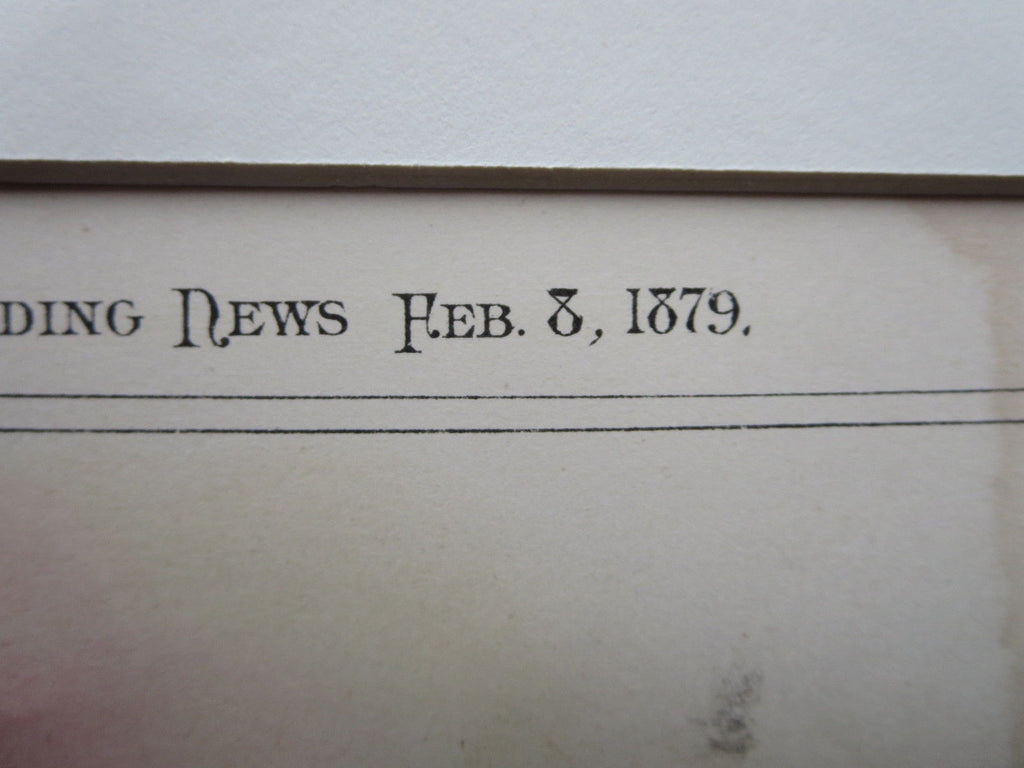 DING NEWS FEB. 8, 1879.